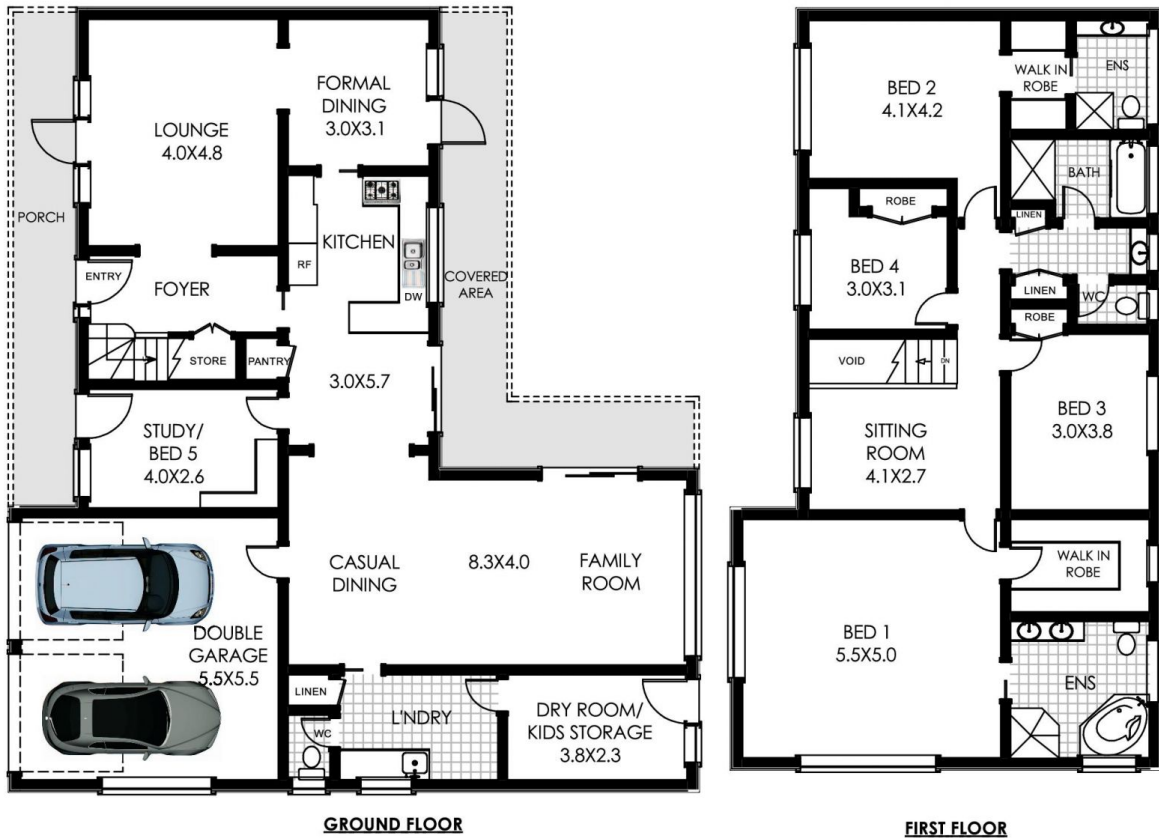 FORMAL
DINING
3.0X3.1
LOUNGE
4.0X4.8
PORCH
KITCHEN
RF
DW
COVERED
AREA
ENTRY
FOYER
STORE
PANTRY
3.0X5.7
STUDY/
BED 5
4.0X2.6
CASUAL
DINING
8.3X4.0
FAMILY
ROOM
DOUBLE
GARAGE
5.5X5.5
LINEN
WC
L'NDRY
DRY ROOM/
KIDS STORAGE
3.8X2.3
GROUND FLOOR
BED 2
4.1X4.2
WALK IN
ROBE
ENS
BATH
ROBE
LINEN
BED 4
3.0X3.1
LINEN
WC
ROBE
VOID
DN
BED 3
3.0X3.8
SITTING
ROOM
4.1X2.7
WALK IN
ROBE
BED 1
5.5X5.0
ENS
FIRST FLOOR